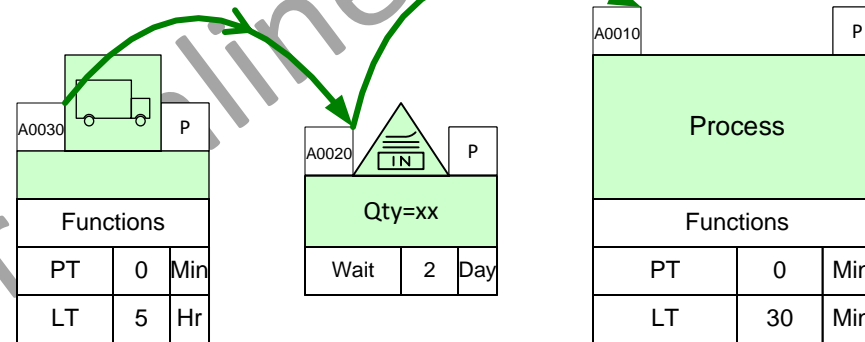 A0030
P
Functions
PT 0 Min
LT 5 Hr
A0020
IN
P
Qty=xx
Wait 2 Day
A0010
P
Process
Functions
PT 0 Min
LT 30 Min